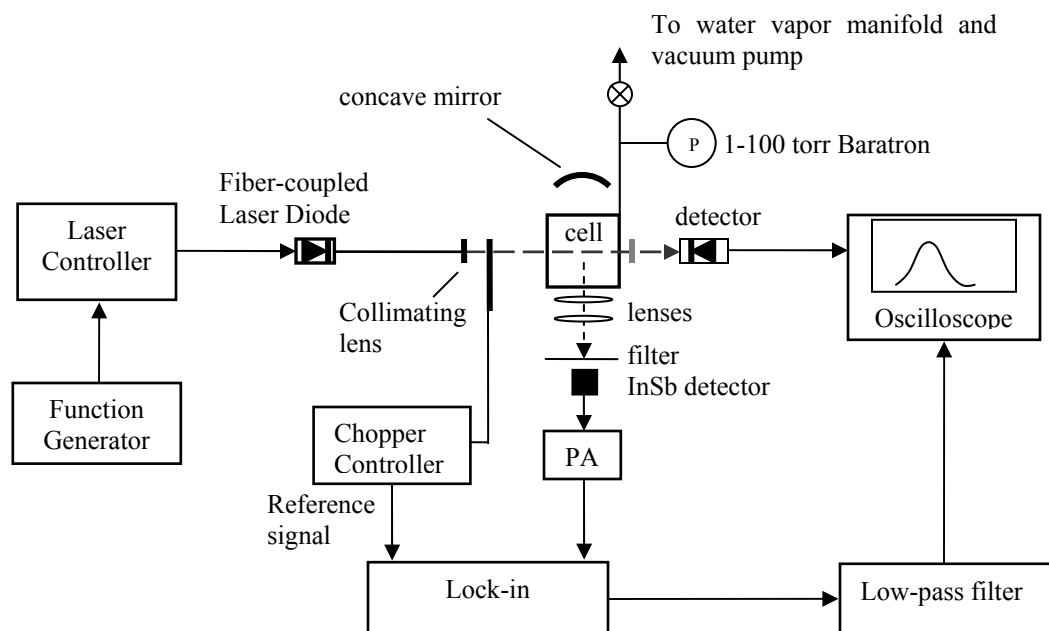 To water vapor manifold and
vacuum pump
concave mirror
P
1-100 torr Baratron
Fiber-coupled
Laser Diode
Laser
Controller
cell
detector
Collimating
lens
lenses
Oscilloscope
filter
InSb detector
Function
Generator
Chopper
Controller
PA
Reference
signal
Lock-in
Low-pass filter